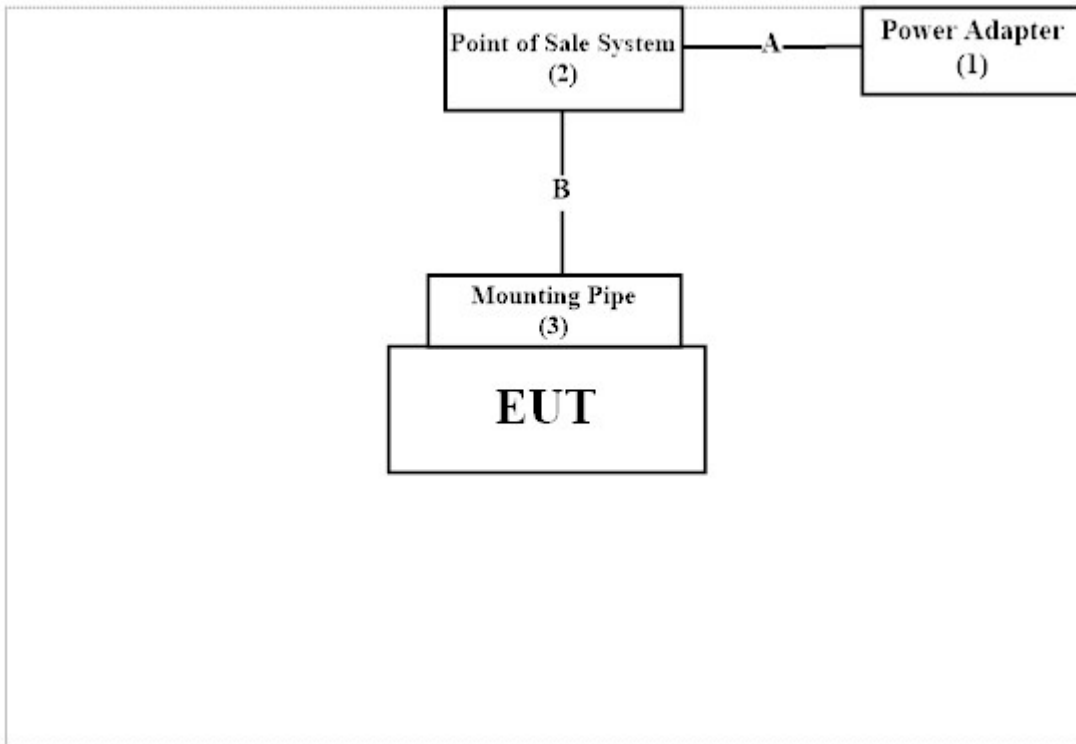 Point of Sale System
(2)
A
Power Adapter
(1)
B
Mounting Pipe
(3)
EUT